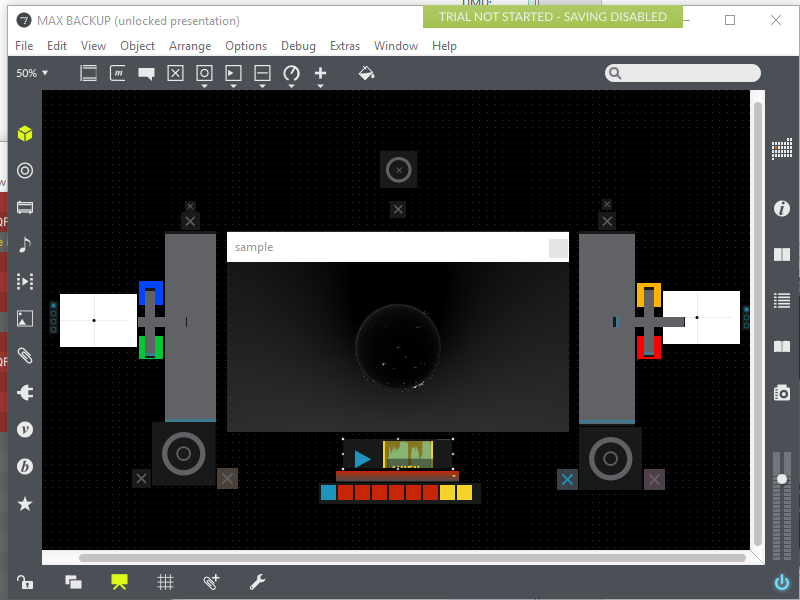 DMD:
MAX BACKUP (unlocked presentation)
TRIAL NOT STARTED - SAVING DISABLED
File Edit View Object Arrange Options Debug Extras Window Help
50%
sample